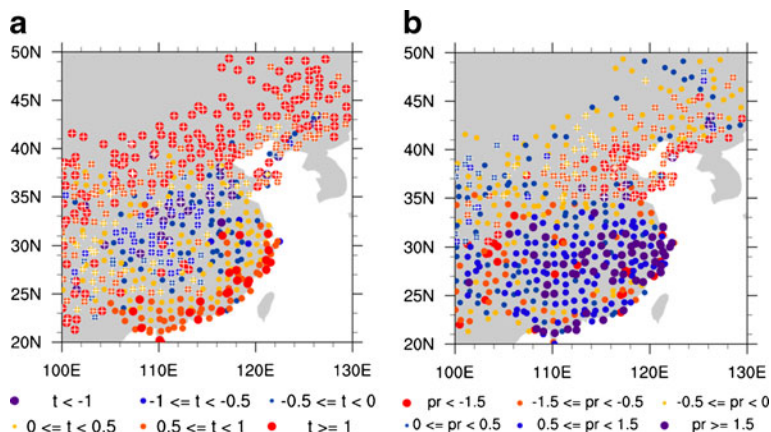 a
b
50N
45N
40N
35N
30N
25N
20N
100E 110E 120E 130E
50N
45N
40N
35N
30N
25N
20N
100E 110E 120E 130E
t < -1 -1 <= t < -0.5 -0.5 <= t < 0
0 <= t < 0.5 0.5 <= t < 1 t >= 1
pr < -1.5 -1.5 <= pr < -0.5 -0.5 <= pr < 0
0 <= pr < 0.5 0.5 <= pr < 1.5 pr >= 1.5